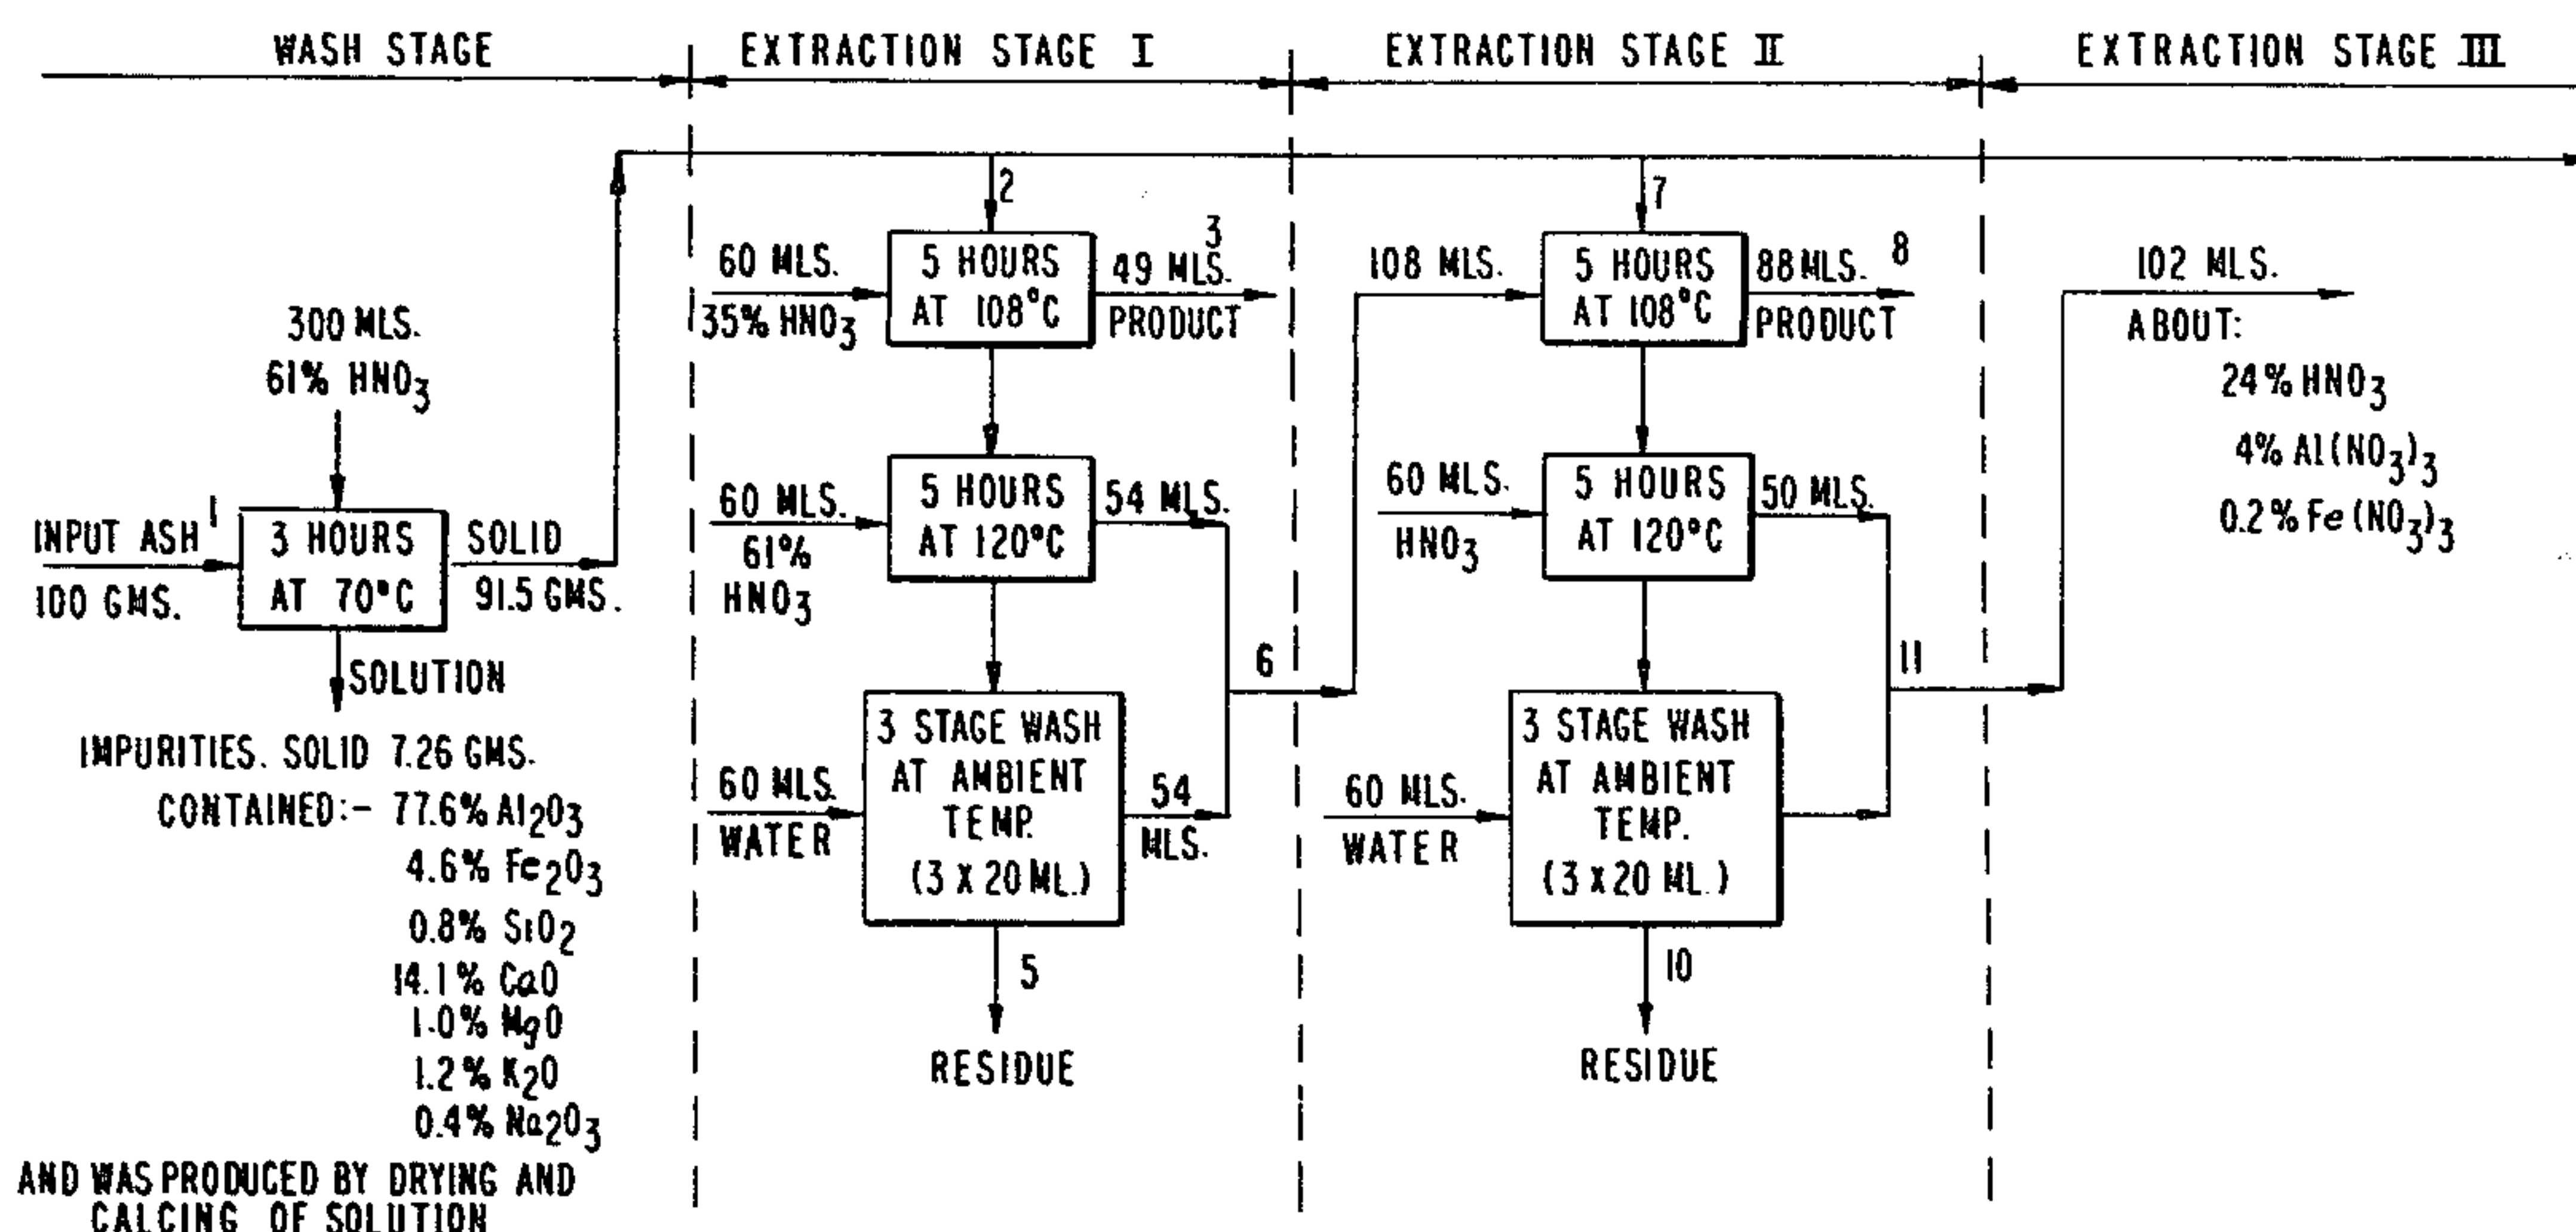 WASH STAGE
EXTRACTION STAGE I
EXTRACTION STAGE II
EXTRACTION STAGE III
300 MLS.
61% HNO3
INPUT ASH 1
100 GMS.
3 HOURS
AT 70°C
SOLID
91.5 GMS.
SOLUTION
IMPURITIES. SOLID 7.26 GMS.
CONTAINED:- 77.6% Al2O3
4.6% Fe2O3
0.8% SiO2
14.1% CaO
1.0% MgO
1.2% K2O
0.4% Na2O3
AND WAS PRODUCED BY DRYING AND
CALCING OF SOLUTION
2
60 MLS.
35% HNO3
5 HOURS
AT 108°C
3
49 MLS.
PRODUCT
60 MLS.
61%
HNO3
5 HOURS
AT 120°C
54 MLS.
60 MLS.
WATER
3 STAGE WASH
AT AMBIENT
TEMP.
(3 X 20 ML.)
54
MLS.
6
5
RESIDUE
7
108 MLS.
5 HOURS
AT 108°C
88 MLS. 8
PRODUCT
60 MLS.
HNO3
5 HOURS
AT 120°C
50 MLS.
60 MLS.
WATER
3 STAGE WASH
AT AMBIENT
TEMP.
(3 X 20 ML.)
11
10
RESIDUE
102 MLS.
ABOUT:
24% HNO3
4% Al(NO3)3
0.2% Fe(NO3)3